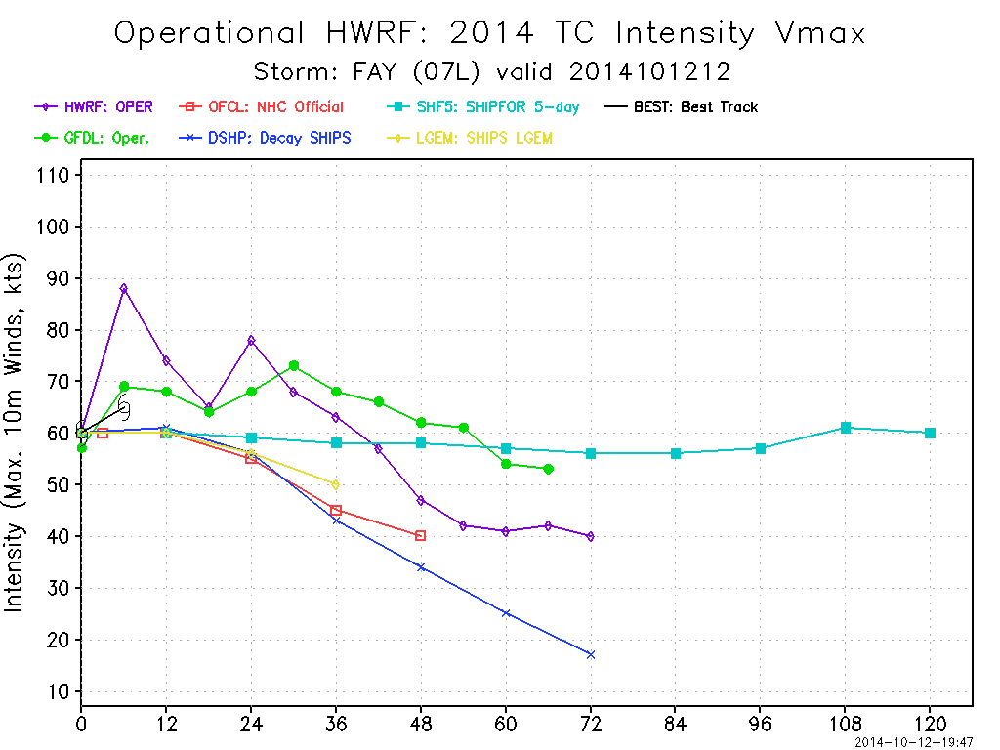 Operational HWRF: 2014 TC Intensity Vmax
Storm: FAY (07L) valid 2014101212
HWRF: OPER OFCL: NHC Official SHF5: SHIPFOR 5-day BEST: Best Track
GFDL: Oper. DSHP: Decay SHIPS LGEM: SHIPS LGEM
Intensity (Max. 10m Winds, kts)
110
100
90
80
70
60
50
40
30
20
10
0 12 24 36 48 60 72 84 96 108 120
2014-10-12-19:47